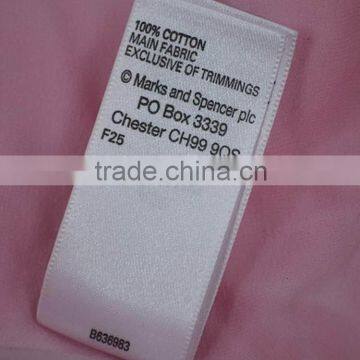 100% COTTON
MAIN FABRIC
EXCLUSIVE OF TRIMMINGS
© Marks and Spencer plc
PO Box 3339
Chester CH99 9QS
F25
trade.china.cn
B636983